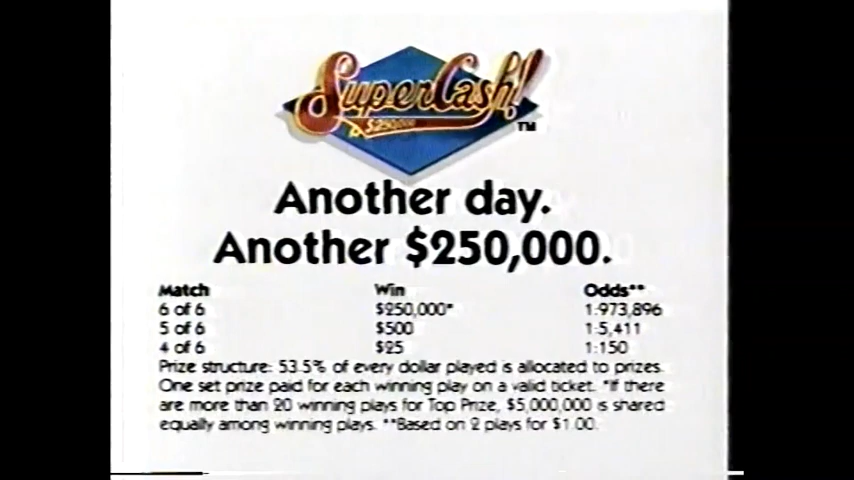 SuperCash!
$250,000
TM
Another day.
Another $250,000.
Match Win Odds**
6 of 6 $250,000* 1:973,896
5 of 6 $500 1:5,411
4 of 6 $25 1:150
Prize structure: 53.5% of every dollar played is allocated to prizes.
One set prize paid for each winning play on a valid ticket. *If there
are more than 20 winning plays for Top Prize, $5,000,000 is shared
equally among winning plays. **Based on 2 plays for $1.00.